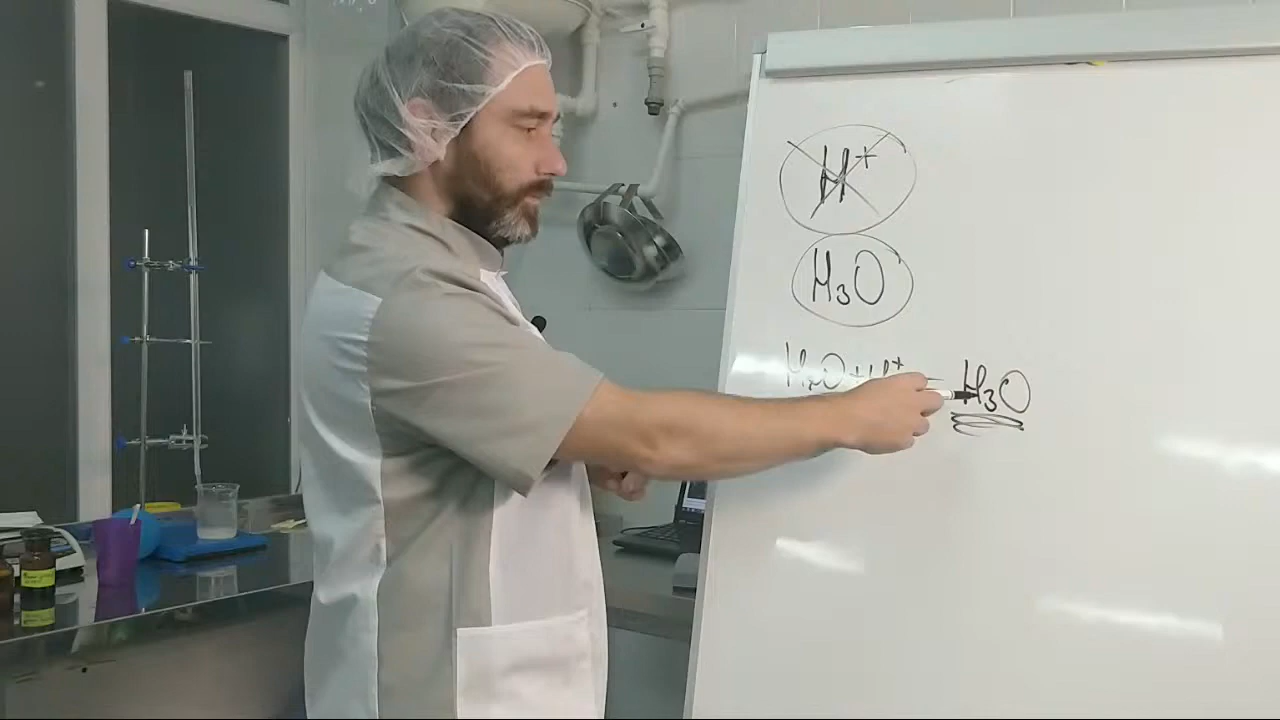 H⁺
H₃O
H₂O + H⁺ = H₃O